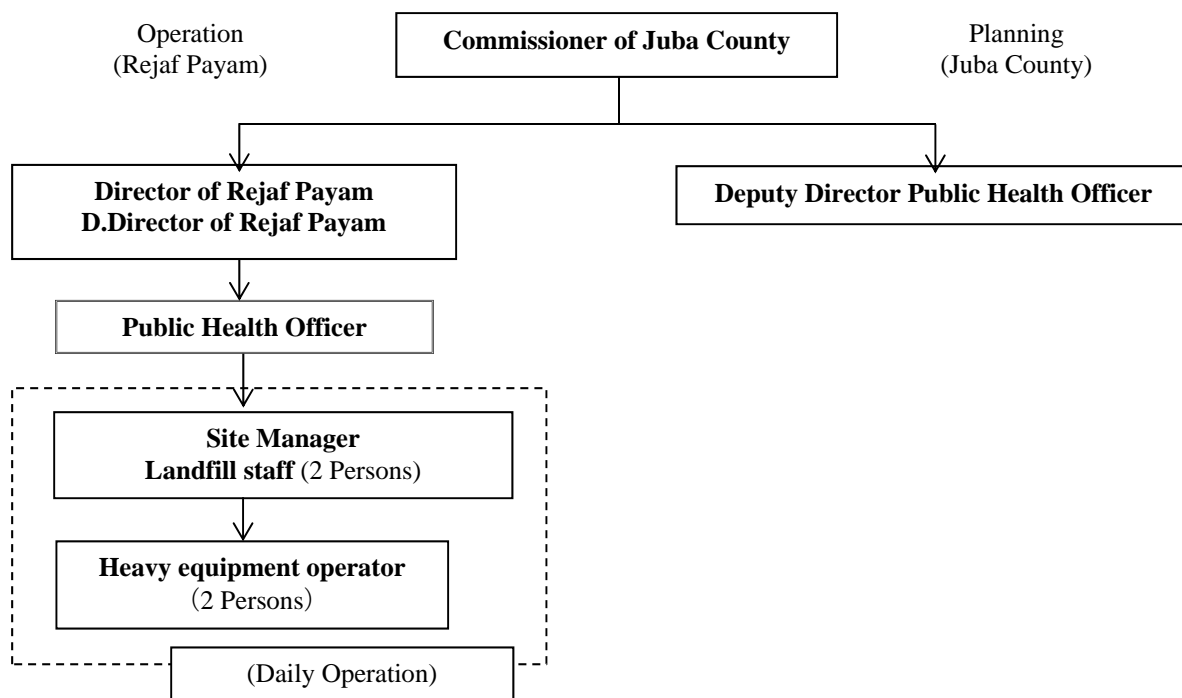 Operation
(Rejaf Payam)
Commissioner of Juba County
Planning
(Juba County)
Director of Rejaf Payam
D.Director of Rejaf Payam
Deputy Director Public Health Officer
Public Health Officer
Site Manager
Landfill staff (2 Persons)
Heavy equipment operator
（2 Persons）
(Daily Operation)